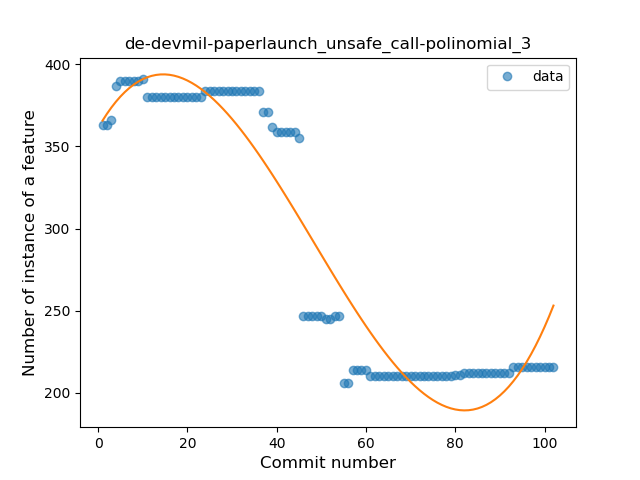 de-devmil-paperlaunch_unsafe_call-polinomial_3
data
400
350
300
250
200
Number of instance of a feature
0 20 40 60 80 100
Commit number